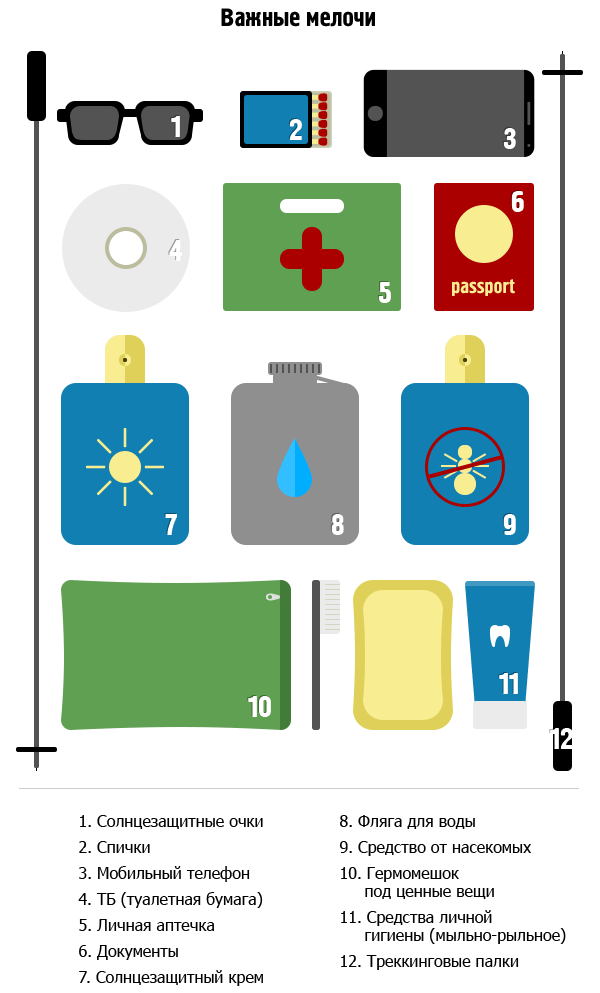 Важные мелочи
1
2
3
4
5
6
passport
7
8
9
10
11
12
1. Солнцезащитные очки
2. Спички
3. Мобильный телефон
4. ТБ (туалетная бумага)
5. Личная аптечка
6. Документы
7. Солнцезащитный крем
8. Фляга для воды
9. Средство от насекомых
10. Гермомешок
под ценные вещи
11. Средства личной
гигиены (мыльно-рыльное)
12. Треккинговые палки